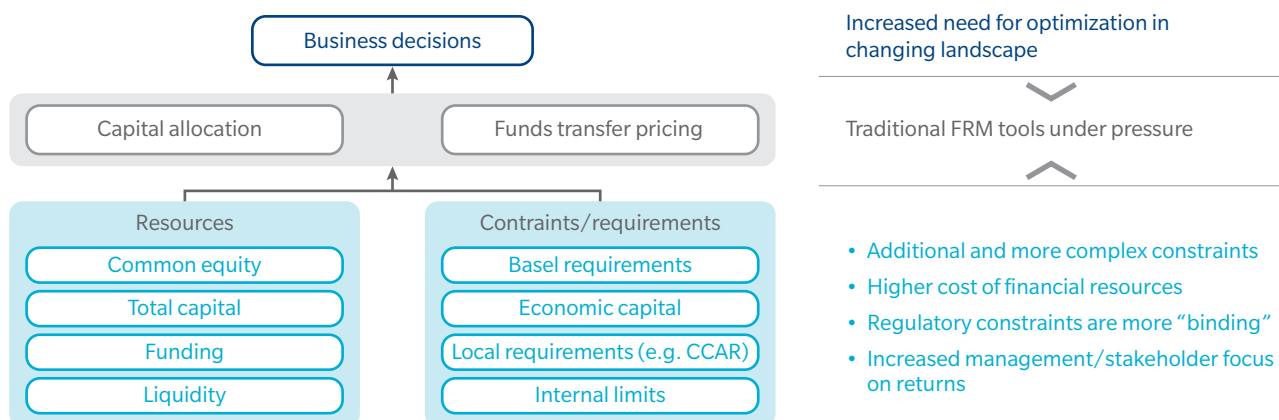 Business decisions
Capital allocation
Funds transfer pricing
Resources
Common equity
Total capital
Funding
Liquidity
Contraints/requirements
Basel requirements
Economic capital
Local requirements (e.g. CCAR)
Internal limits
Increased need for optimization in
changing landscape
Traditional FRM tools under pressure
• Additional and more complex constraints
• Higher cost of financial resources
• Regulatory constraints are more “binding”
• Increased management/stakeholder focus
on returns